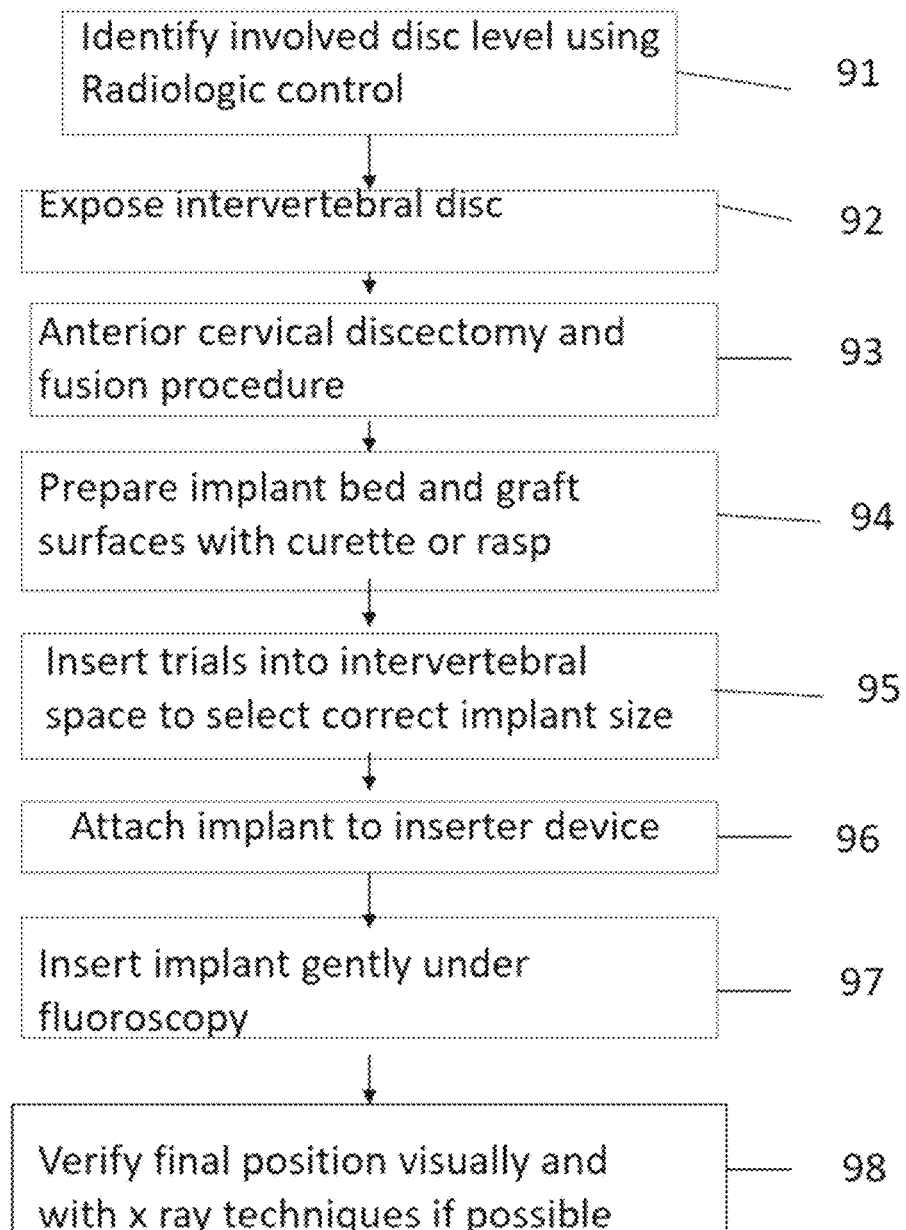 Identify involved disc level using
Radiologic control
91
Expose intervertebral disc
92
Anterior cervical discectomy and
fusion procedure
93
Prepare implant bed and graft
surfaces with curette or rasp
94
Insert trials into intervertebral
space to select correct implant size
95
Attach implant to inserter device
96
Insert implant gently under
fluoroscopy
97
Verify final position visually and
with x ray techniques if possible
98